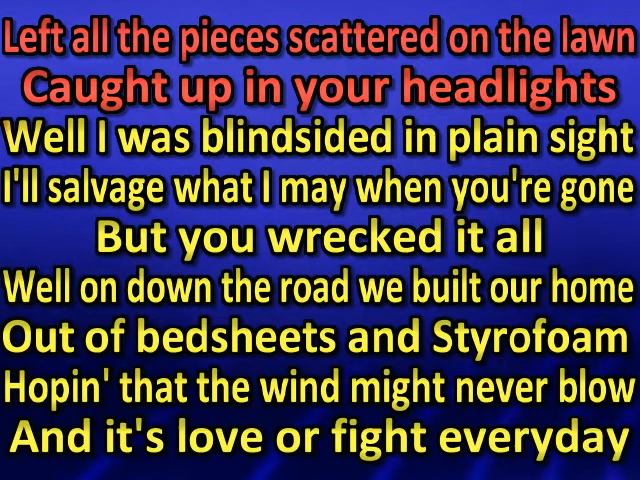 Left all the pieces scattered on the lawn
Caught up in your headlights
Well I was blindsided in plain sight
I'll salvage what I may when you're gone
But you wrecked it all
Well on down the road we built our home
Out of bedsheets and Styrofoam
Hopin' that the wind might never blow
And it's love or fight everyday